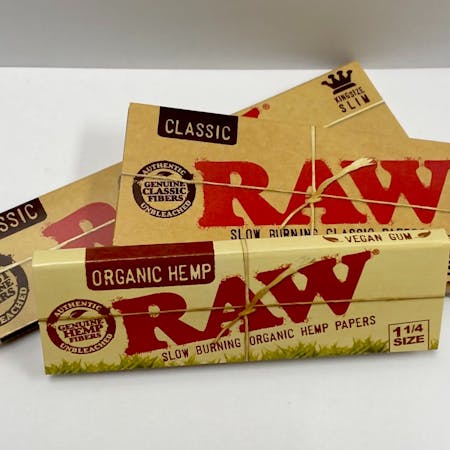 KINGSIZE
SLIM
CLASSIC
RAW
AUTHENTIC
GENUINE
CLASSIC
FIBERS
UNBLEACHED
SLOW BURNING CLASSIC
SSIC
VEGAN GUM
ORGANIC HEMP
RAW
AUTHENTIC
GENUINE
HEMP
FIBERS
UNBLEACHED
SLOW BURNING ORGANIC HEMP PAPERS
1 1/4
SIZE